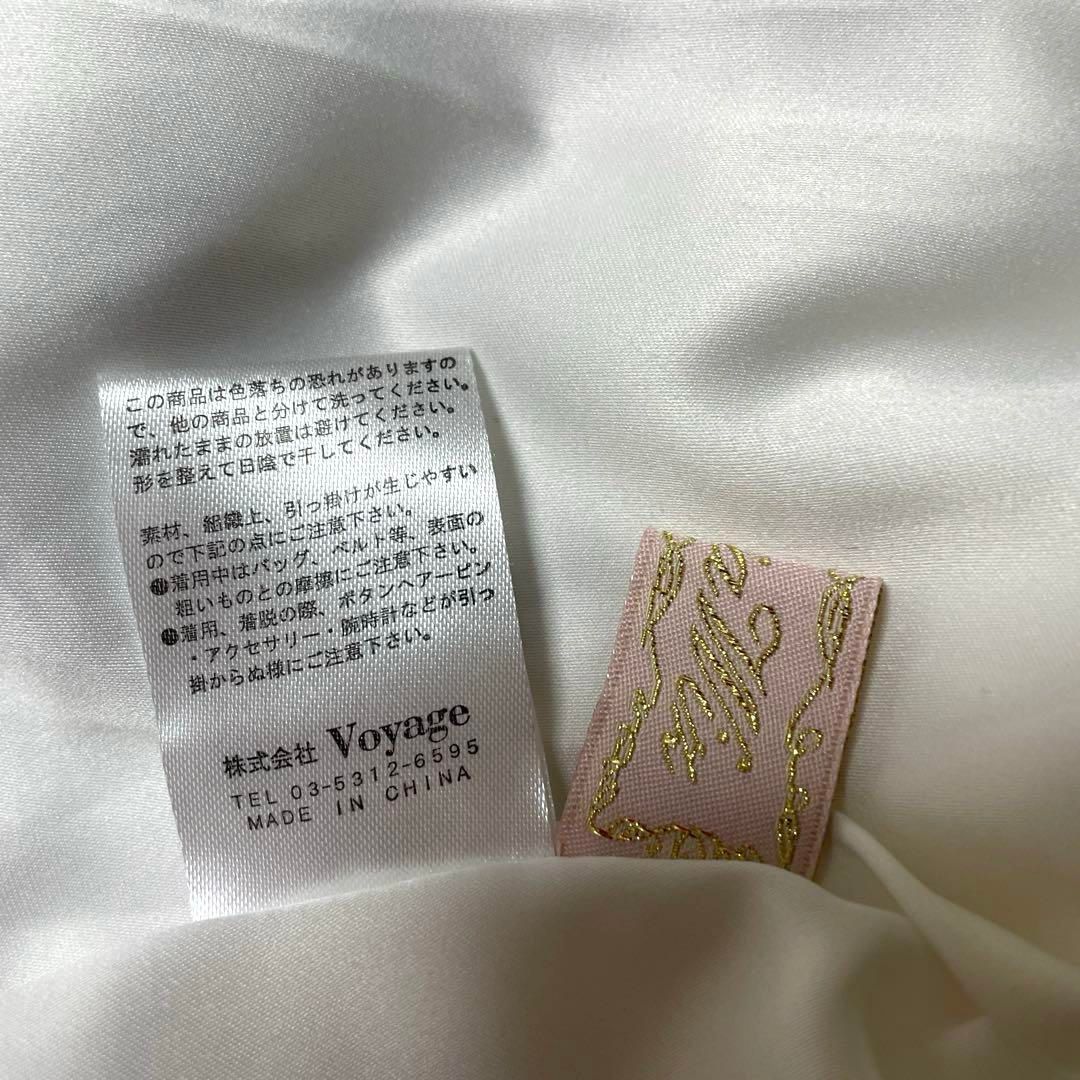 この商品は色落ちの恐れがありますの
で、他の商品と分けて洗ってください。
濡れたままの放置は避けてください。
形を整えて日陰で干してください。
素材、組織上、引っ掛けが生じやすい
ので下記の点にご注意下さい。
着用中はバッグ、ベルト等、表面の
粗いものとの摩擦にご注意下さい。
着用、着脱の際、ボタンヘアーピン
・アクセサリー・腕時計などが引っ
掛からぬ様にご注意下さい。
株式会社 Voyage
TEL 03-5312-6595
MADE IN CHINA